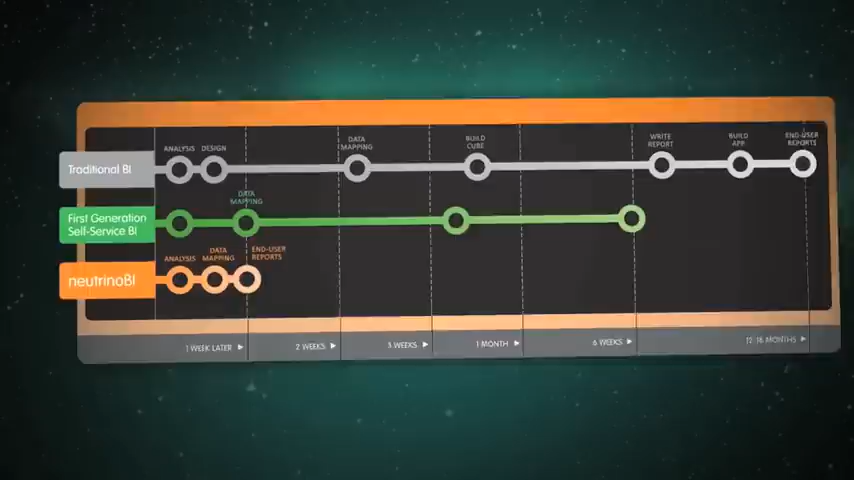 ANALYSIS
DESIGN
DATA
MAPPING
BUILD
CUBE
WRITE
REPORT
BUILD
APP
END-USER
REPORTS
Traditional BI
DATA
MAPPING
First Generation
Self-Service BI
ANALYSIS
DATA
MAPPING
END-USER
REPORTS
neutrinoBI
1 WEEK LATER
2 WEEKS
3 WEEKS
1 MONTH
6 WEEKS
12-18 MONTHS